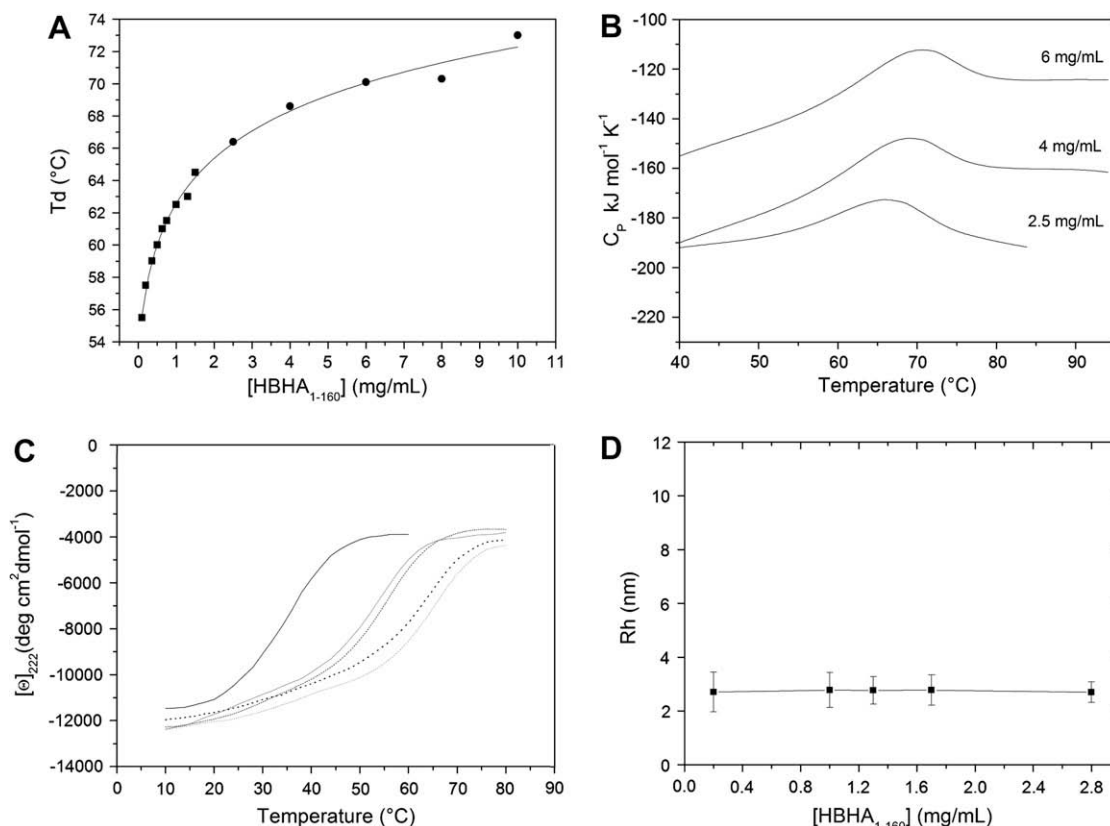 A
74
72
70
68
66
64
62
60
58
56
54
Td (°C)
0 1 2 3 4 5 6 7 8 9 10 11
[HBHA1-160] (mg/mL)
B
-100
-120
-140
-160
-180
-200
-220
CP kJ mol-1 K-1
6 mg/mL
4 mg/mL
2.5 mg/mL
40 50 60 70 80 90
Temperature (°C)
C
0
-2000
-4000
-6000
-8000
-10000
-12000
-14000
[Θ]222(deg cm2dmol-1)
0 10 20 30 40 50 60 70 80 90
Temperature (°C)
D
12
10
8
6
4
2
0
Rh (nm)
0.0 0.4 0.8 1.2 1.6 2.0 2.4 2.8
[HBHA1-160] (mg/mL)